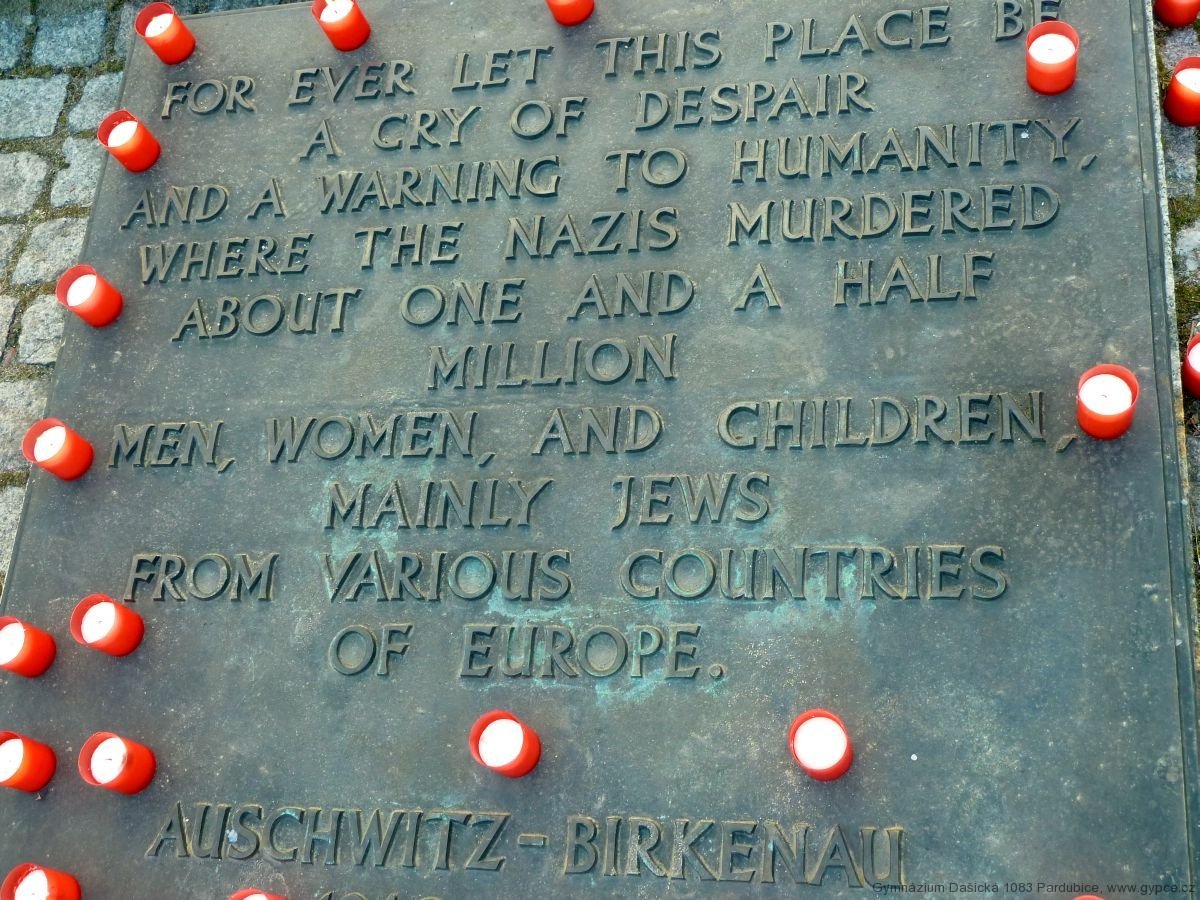 FOR EVER LET THIS PLACE BE
A CRY OF DESPAIR
AND A WARNING TO HUMANITY,
WHERE THE NAZIS MURDERED
ABOUT ONE AND A HALF
MILLION
MEN, WOMEN, AND CHILDREN,
MAINLY JEWS
FROM VARIOUS COUNTRIES
OF EUROPE.
AUSCHWITZ-BIRKENAU
Gymnázium Dašická 1083 Pardubice, www.gypce.cz